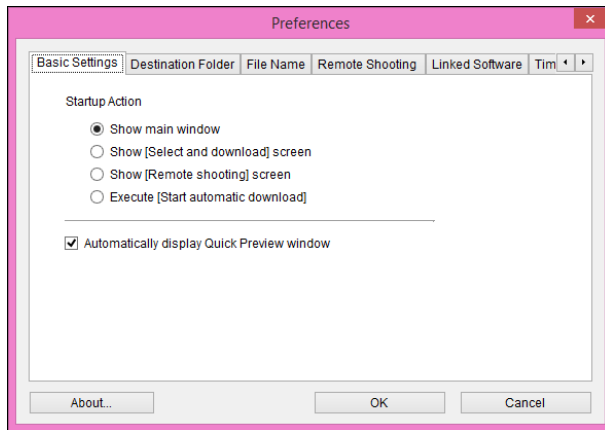 Preferences
Basic Settings Destination Folder File Name Remote Shooting Linked Software Tim
Startup Action
Show main window
Show [Select and download] screen
Show [Remote shooting] screen
Execute [Start automatic download]
Automatically display Quick Preview window
About... OK Cancel